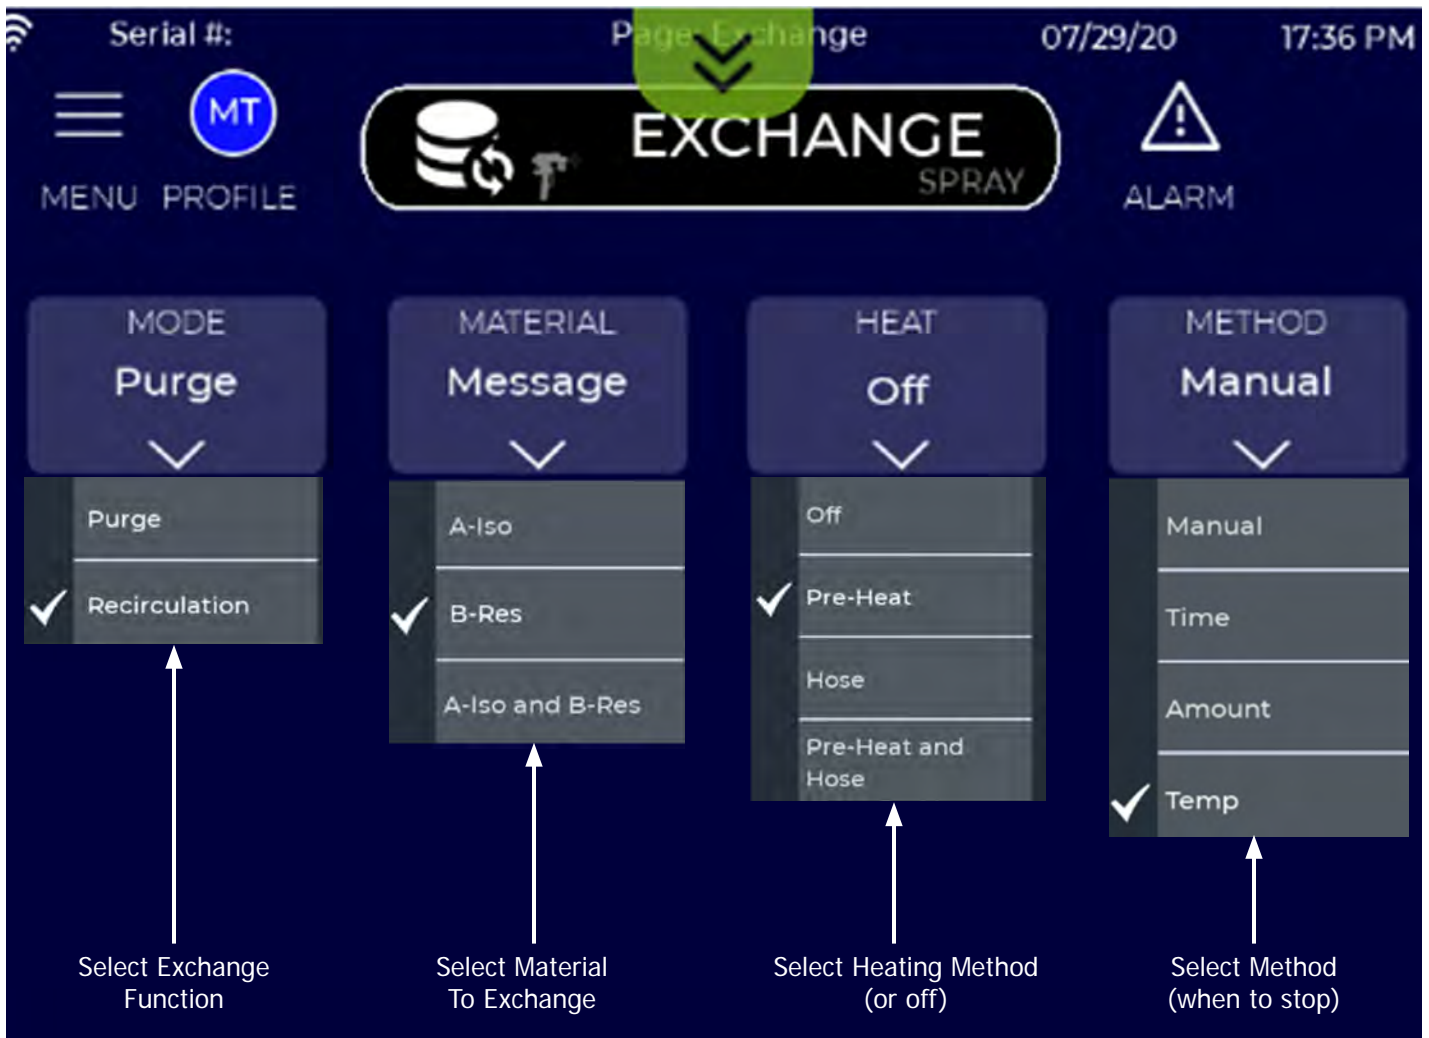 Serial #:
Page: Exchange
07/29/20
17:36 PM
MT
MENU
PROFILE
EXCHANGE
SPRAY
ALARM
MODE
Purge
Purge
Recirculation
Select Exchange
Function
MATERIAL
Message
A-Iso
B-Res
A-Iso and B-Res
Select Material
To Exchange
HEAT
Off
Off
Pre-Heat
Hose
Pre-Heat and
Hose
Select Heating Method
(or off)
METHOD
Manual
Manual
Time
Amount
Temp
Select Method
(when to stop)